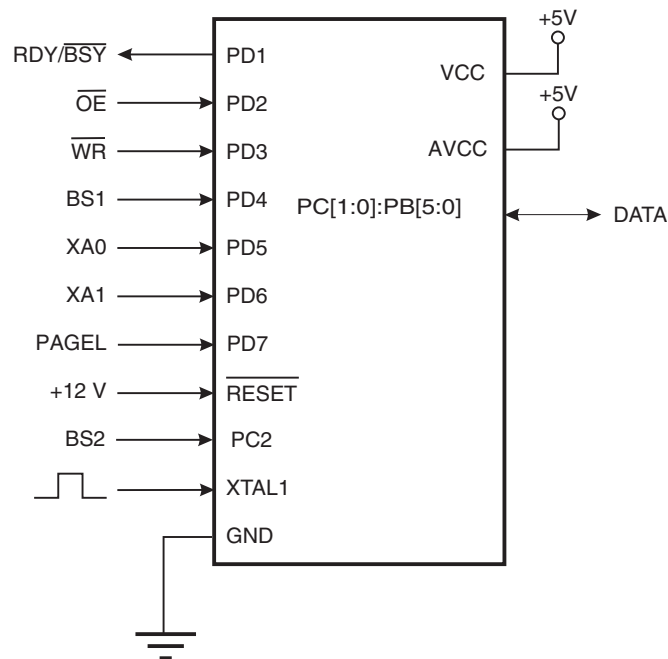 +5V
RDY/BSY PD1
VCC
OE PD2
+5V
WR PD3 AVCC
BS1 PD4 PC[1:0]:PB[5:0] DATA
XA0 PD5
XA1 PD6
PAGEL PD7
+12 V RESET
BS2 PC2
XTAL1
GND